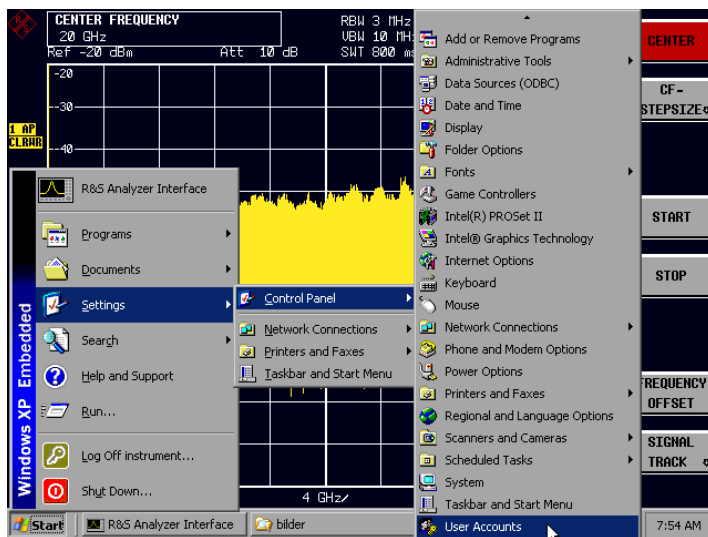 CENTER FREQUENCY
20 GHz
Ref -20 dBm
Att 10 dB
RBW 3 MHz
VBW 10 MH
SWT 800 m
-20
-30
-40
1 AP
CLRWR
4 GHz/
CENTER
CF-
STEPSIZE
START
STOP
FREQUENCY
OFFSET
SIGNAL
TRACK
Windows XP Embedded
R&S Analyzer Interface
Programs
Documents
Settings
Search
Help and Support
Run...
Log Off instrument...
Shut Down...
Control Panel
Network Connections
Printers and Faxes
Taskbar and Start Menu
Add or Remove Programs
Administrative Tools
Data Sources (ODBC)
Date and Time
Display
Folder Options
Fonts
Game Controllers
Intel(R) PROSet II
Intel® Graphics Technology
Internet Options
Keyboard
Mouse
Network Connections
Phone and Modem Options
Power Options
Printers and Faxes
Regional and Language Options
Scanners and Cameras
Scheduled Tasks
System
Taskbar and Start Menu
User Accounts
Start
R&S Analyzer Interface
bilder
7:54 AM